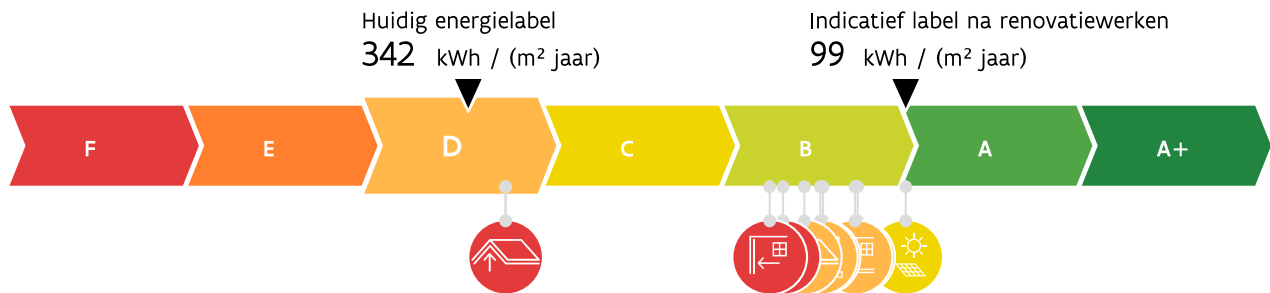 Huidig energielabel
342 kWh / (m² jaar)
Indicatief label na renovatiewerken
99 kWh / (m² jaar)
F E D C B A A+